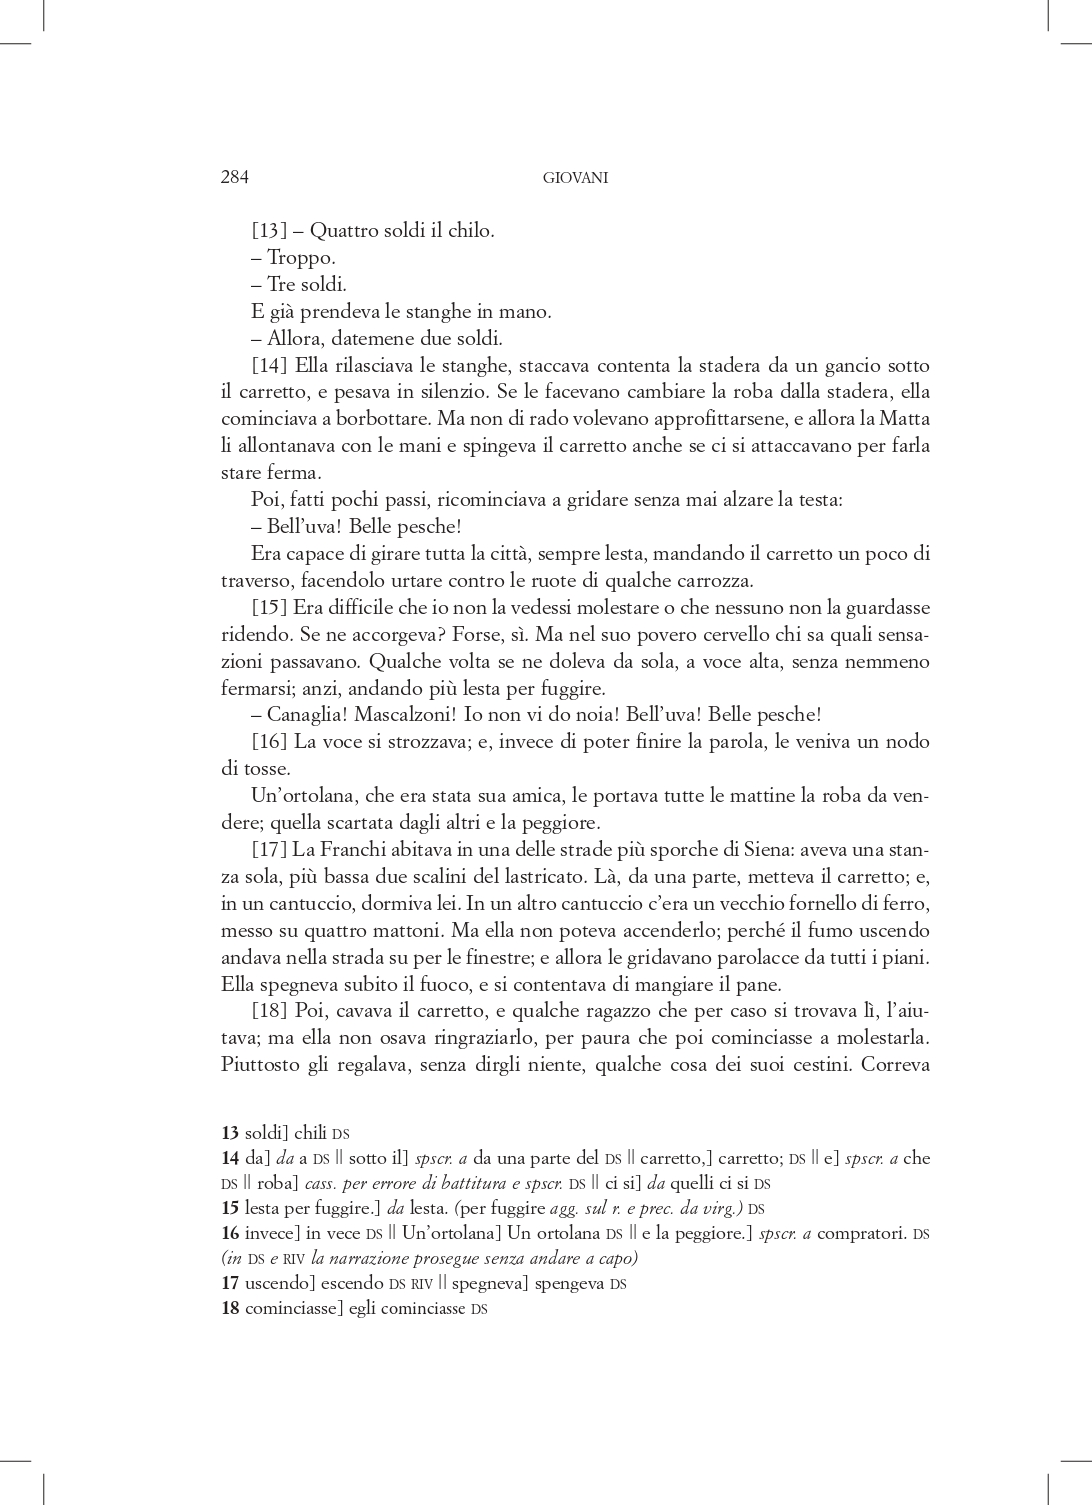 284
GIOVANI
[13] – Quattro soldi il chilo.
– Troppo.
– Tre soldi.
E già prendeva le stanghe in mano.
– Allora, datemene due soldi.
[14] Ella rilasciava le stanghe, staccava contenta la stadera da un gancio sotto
il carretto, e pesava in silenzio. Se le facevano cambiare la roba dalla stadera, ella
cominciava a borbottare. Ma non di rado volevano approfittarsene, e allora la Matta
li allontanava con le mani e spingeva il carretto anche se ci si attaccavano per farla
stare ferma.
Poi, fatti pochi passi, ricominciava a gridare senza mai alzare la testa:
– Bell’uva! Belle pesche!
Era capace di girare tutta la città, sempre lesta, mandando il carretto un poco di
traverso, facendolo urtare contro le ruote di qualche carrozza.
[15] Era difficile che io non la vedessi molestare o che nessuno non la guardasse
ridendo. Se ne accorgeva? Forse, sì. Ma nel suo povero cervello chi sa quali sensa-
zioni passavano. Qualche volta se ne doleva da sola, a voce alta, senza nemmeno
fermarsi; anzi, andando più lesta per fuggire.
– Canaglia! Mascalzoni! Io non vi do noia! Bell’uva! Belle pesche!
[16] La voce si strozzava; e, invece di poter finire la parola, le veniva un nodo
di tosse.
Un’ortolana, che era stata sua amica, le portava tutte le mattine la roba da ven-
dere; quella scartata dagli altri e la peggiore.
[17] La Franchi abitava in una delle strade più sporche di Siena: aveva una stan-
za sola, più bassa due scalini del lastricato. Là, da una parte, metteva il carretto; e,
in un cantuccio, dormiva lei. In un altro cantuccio c’era un vecchio fornello di ferro,
messo su quattro mattoni. Ma ella non poteva accenderlo; perché il fumo uscendo
andava nella strada su per le finestre; e allora le gridavano parolacce da tutti i piani.
Ella spegneva subito il fuoco, e si contentava di mangiare il pane.
[18] Poi, cavava il carretto, e qualche ragazzo che per caso si trovava lì, l’aiu-
tava; ma ella non osava ringraziarlo, per paura che poi cominciasse a molestarla.
Piuttosto gli regalava, senza dirgli niente, qualche cosa dei suoi cestini. Correva
13 soldi] chili DS
14 da] da a DS || sotto il] spscr. a da una parte del DS || carretto,] carretto; DS || e] spscr. a che
DS || roba] cass. per errore di battitura e spscr. DS || ci si] da quelli ci si DS
15 lesta per fuggire.] da lesta. (per fuggire agg. sul r. e prec. da virg.) DS
16 invece] in vece DS || Un’ortolana] Un ortolana DS || e la peggiore.] spscr. a compratori. DS
(in DS e RIV la narrazione prosegue senza andare a capo)
17 uscendo] escendo DS RIV || spegneva] spengeva DS
18 cominciasse] egli cominciasse DS